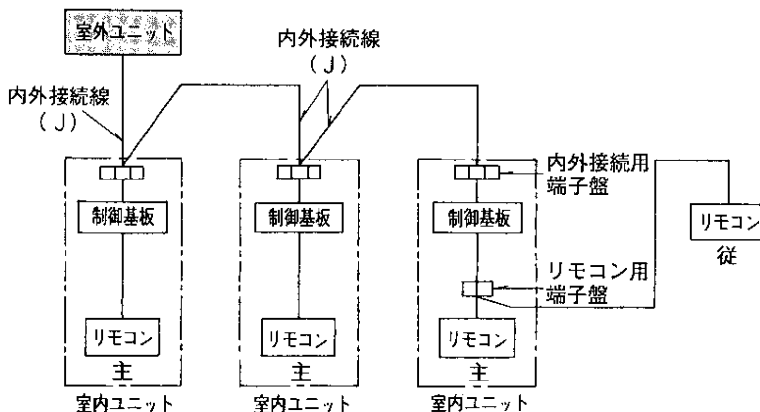 室外ユニット
内外接続線
(J)
内外接続線
(J)
内外接続用
端子盤
制御基板
制御基板
制御基板
リモコン
従
リモコン用
端子盤
リモコン
リモコン
リモコン
主
主
主
室内ユニット
室内ユニット
室内ユニット